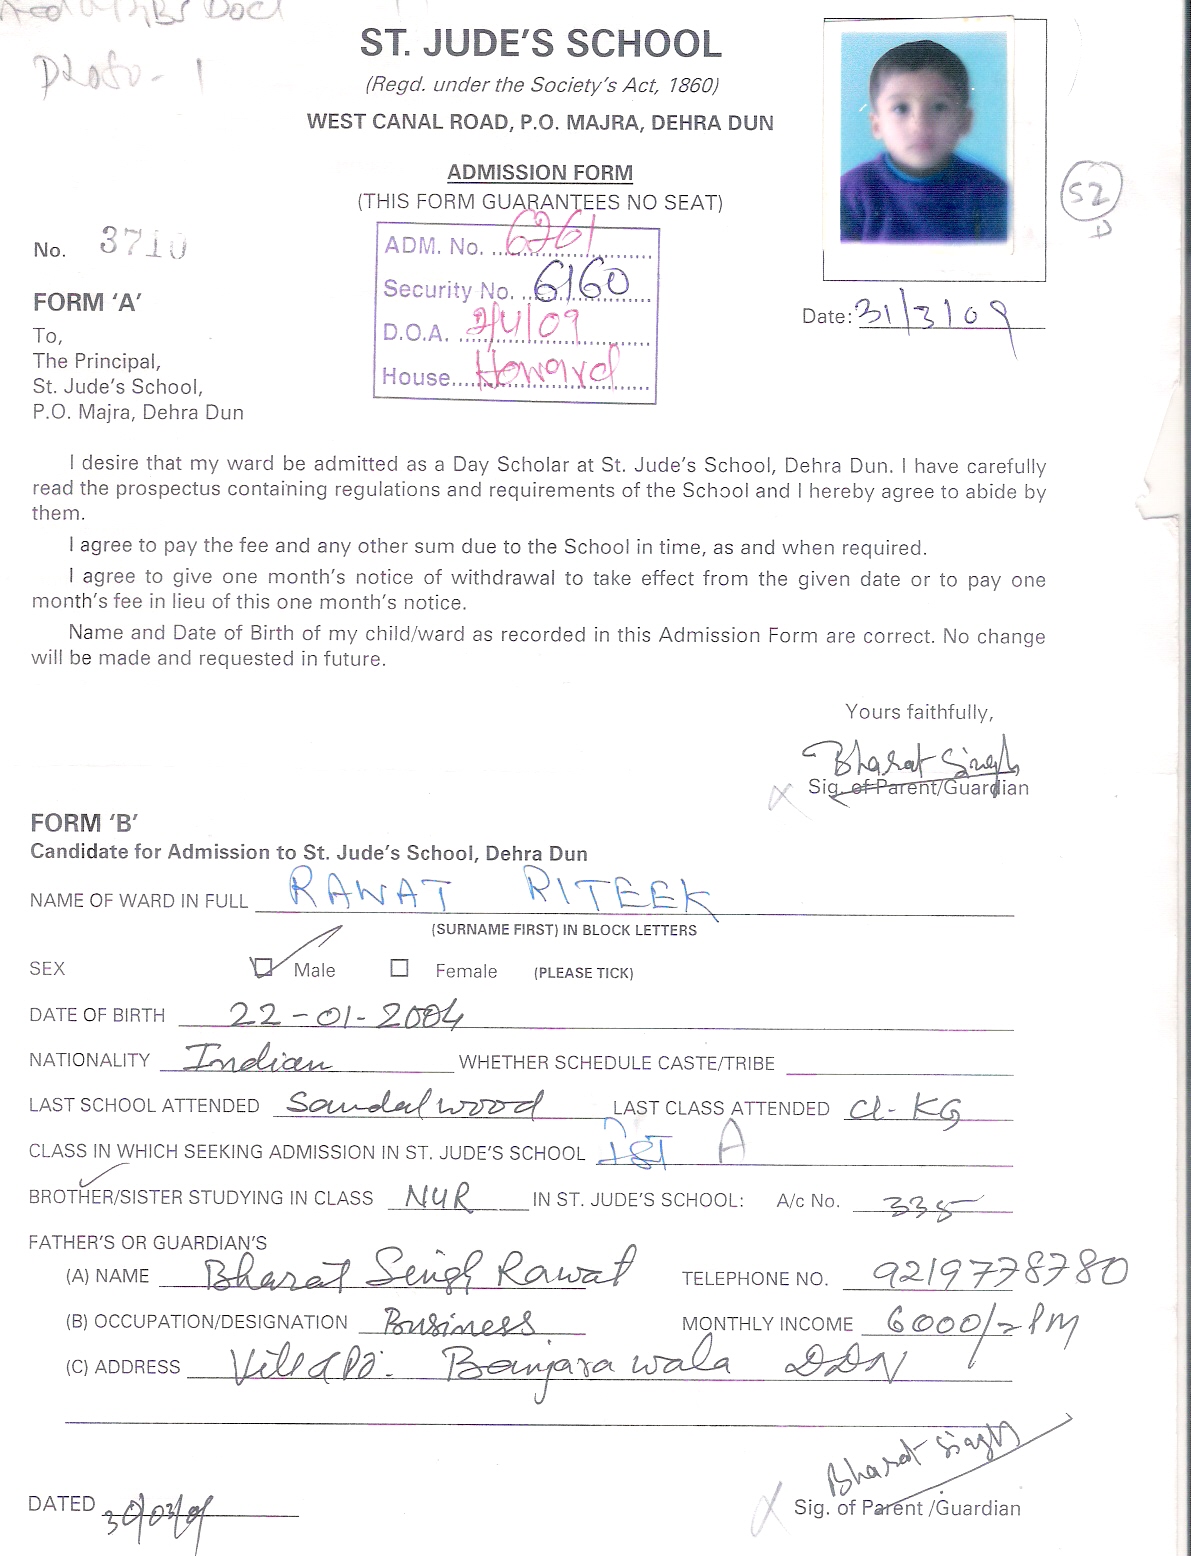 ST. JUDE'S SCHOOL
(Regd. under the Society's Act, 1860)
WEST CANAL ROAD, P.O. MAJRA, DEHRA DUN
ADMISSION FORM
(THIS FORM GUARANTEES NO SEAT)
52
D
No. 3710
ADM. No. 6261
Security No. 6160
D.O.A. 2/4/09
House Howard
Date: 31/3/09
FORM 'A'
To,
The Principal,
St. Jude's School,
P.O. Majra, Dehra Dun
I desire that my ward be admitted as a Day Scholar at St. Jude's School, Dehra Dun. I have carefully
read the prospectus containing regulations and requirements of the School and I hereby agree to abide by
them.
I agree to pay the fee and any other sum due to the School in time, as and when required.
I agree to give one month's notice of withdrawal to take effect from the given date or to pay one
month's fee in lieu of this one month's notice.
Name and Date of Birth of my child/ward as recorded in this Admission Form are correct. No change
will be made and requested in future.
Yours faithfully,
Bharat Singh
Sig. of Parent/Guardian
FORM 'B'
Candidate for Admission to St. Jude's School, Dehra Dun
NAME OF WARD IN FULL RAWAT RITEEK
(SURNAME FIRST) IN BLOCK LETTERS
SEX Male Female (PLEASE TICK)
DATE OF BIRTH 22-01-2004
NATIONALITY Indian WHETHER SCHEDULE CASTE/TRIBE
LAST SCHOOL ATTENDED Sandal wood LAST CLASS ATTENDED KG
CLASS IN WHICH SEEKING ADMISSION IN ST. JUDE'S SCHOOL IST A
BROTHER/SISTER STUDYING IN CLASS NUR IN ST. JUDE'S SCHOOL: A/c No. 335
FATHER'S OR GUARDIAN'S
(A) NAME Bharat Singh Rawat TELEPHONE NO. 9219778780
(B) OCCUPATION/DESIGNATION Business MONTHLY INCOME 6000/= PM
(C) ADDRESS Vill & PO. Banjara wala DDN
Bharat Singh
DATED 30/03/09 Sig. of Parent /Guardian